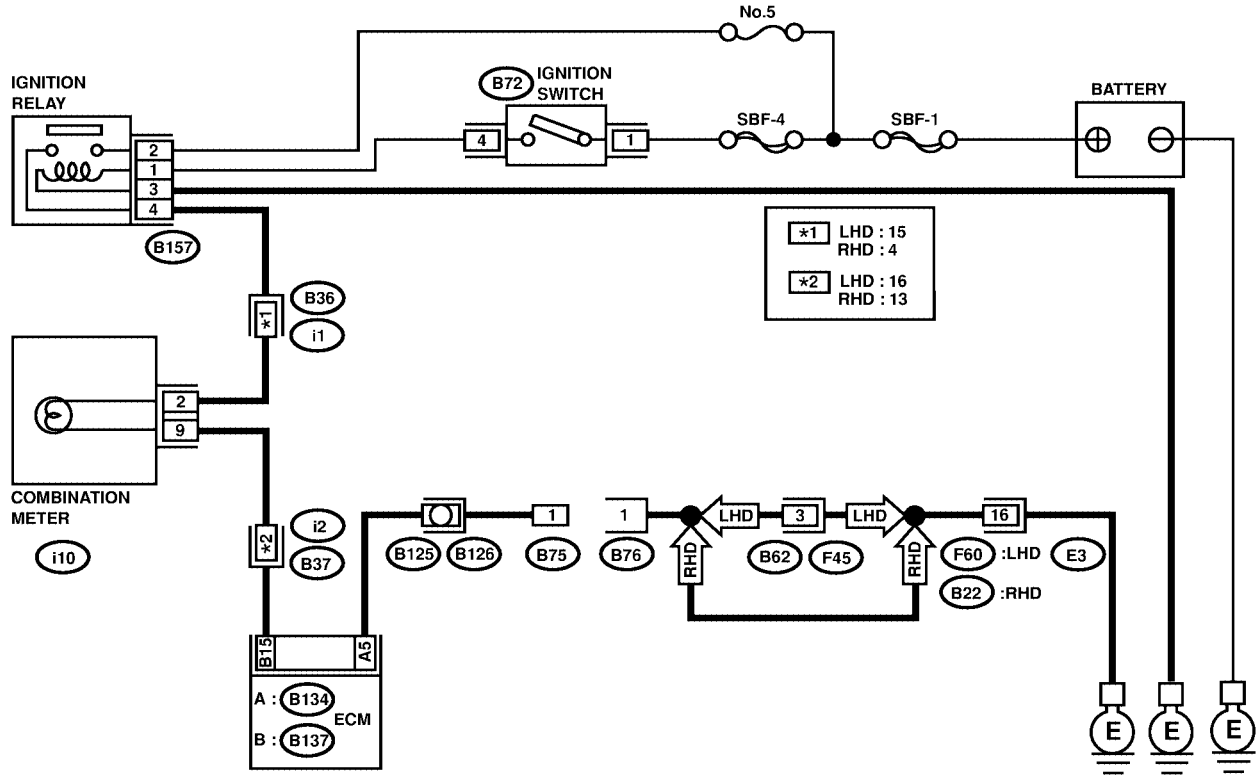 No.5
IGNITION
RELAY
B72
IGNITION
SWITCH
BATTERY
SBF-4
SBF-1
4
1
2
1
3
4
B157
*1
LHD : 15
RHD : 4
*2
LHD : 16
RHD : 13
*1
B36
i1
2
9
COMBINATION
METER
i10
*2
i2
B37
1
1
LHD
3
LHD
16
B125
B126
B75
B76
RHD
B62
F45
RHD
F60 :LHD
B22 :RHD
E3
B15
A5
A : B134
ECM
B : B137
E
E
E